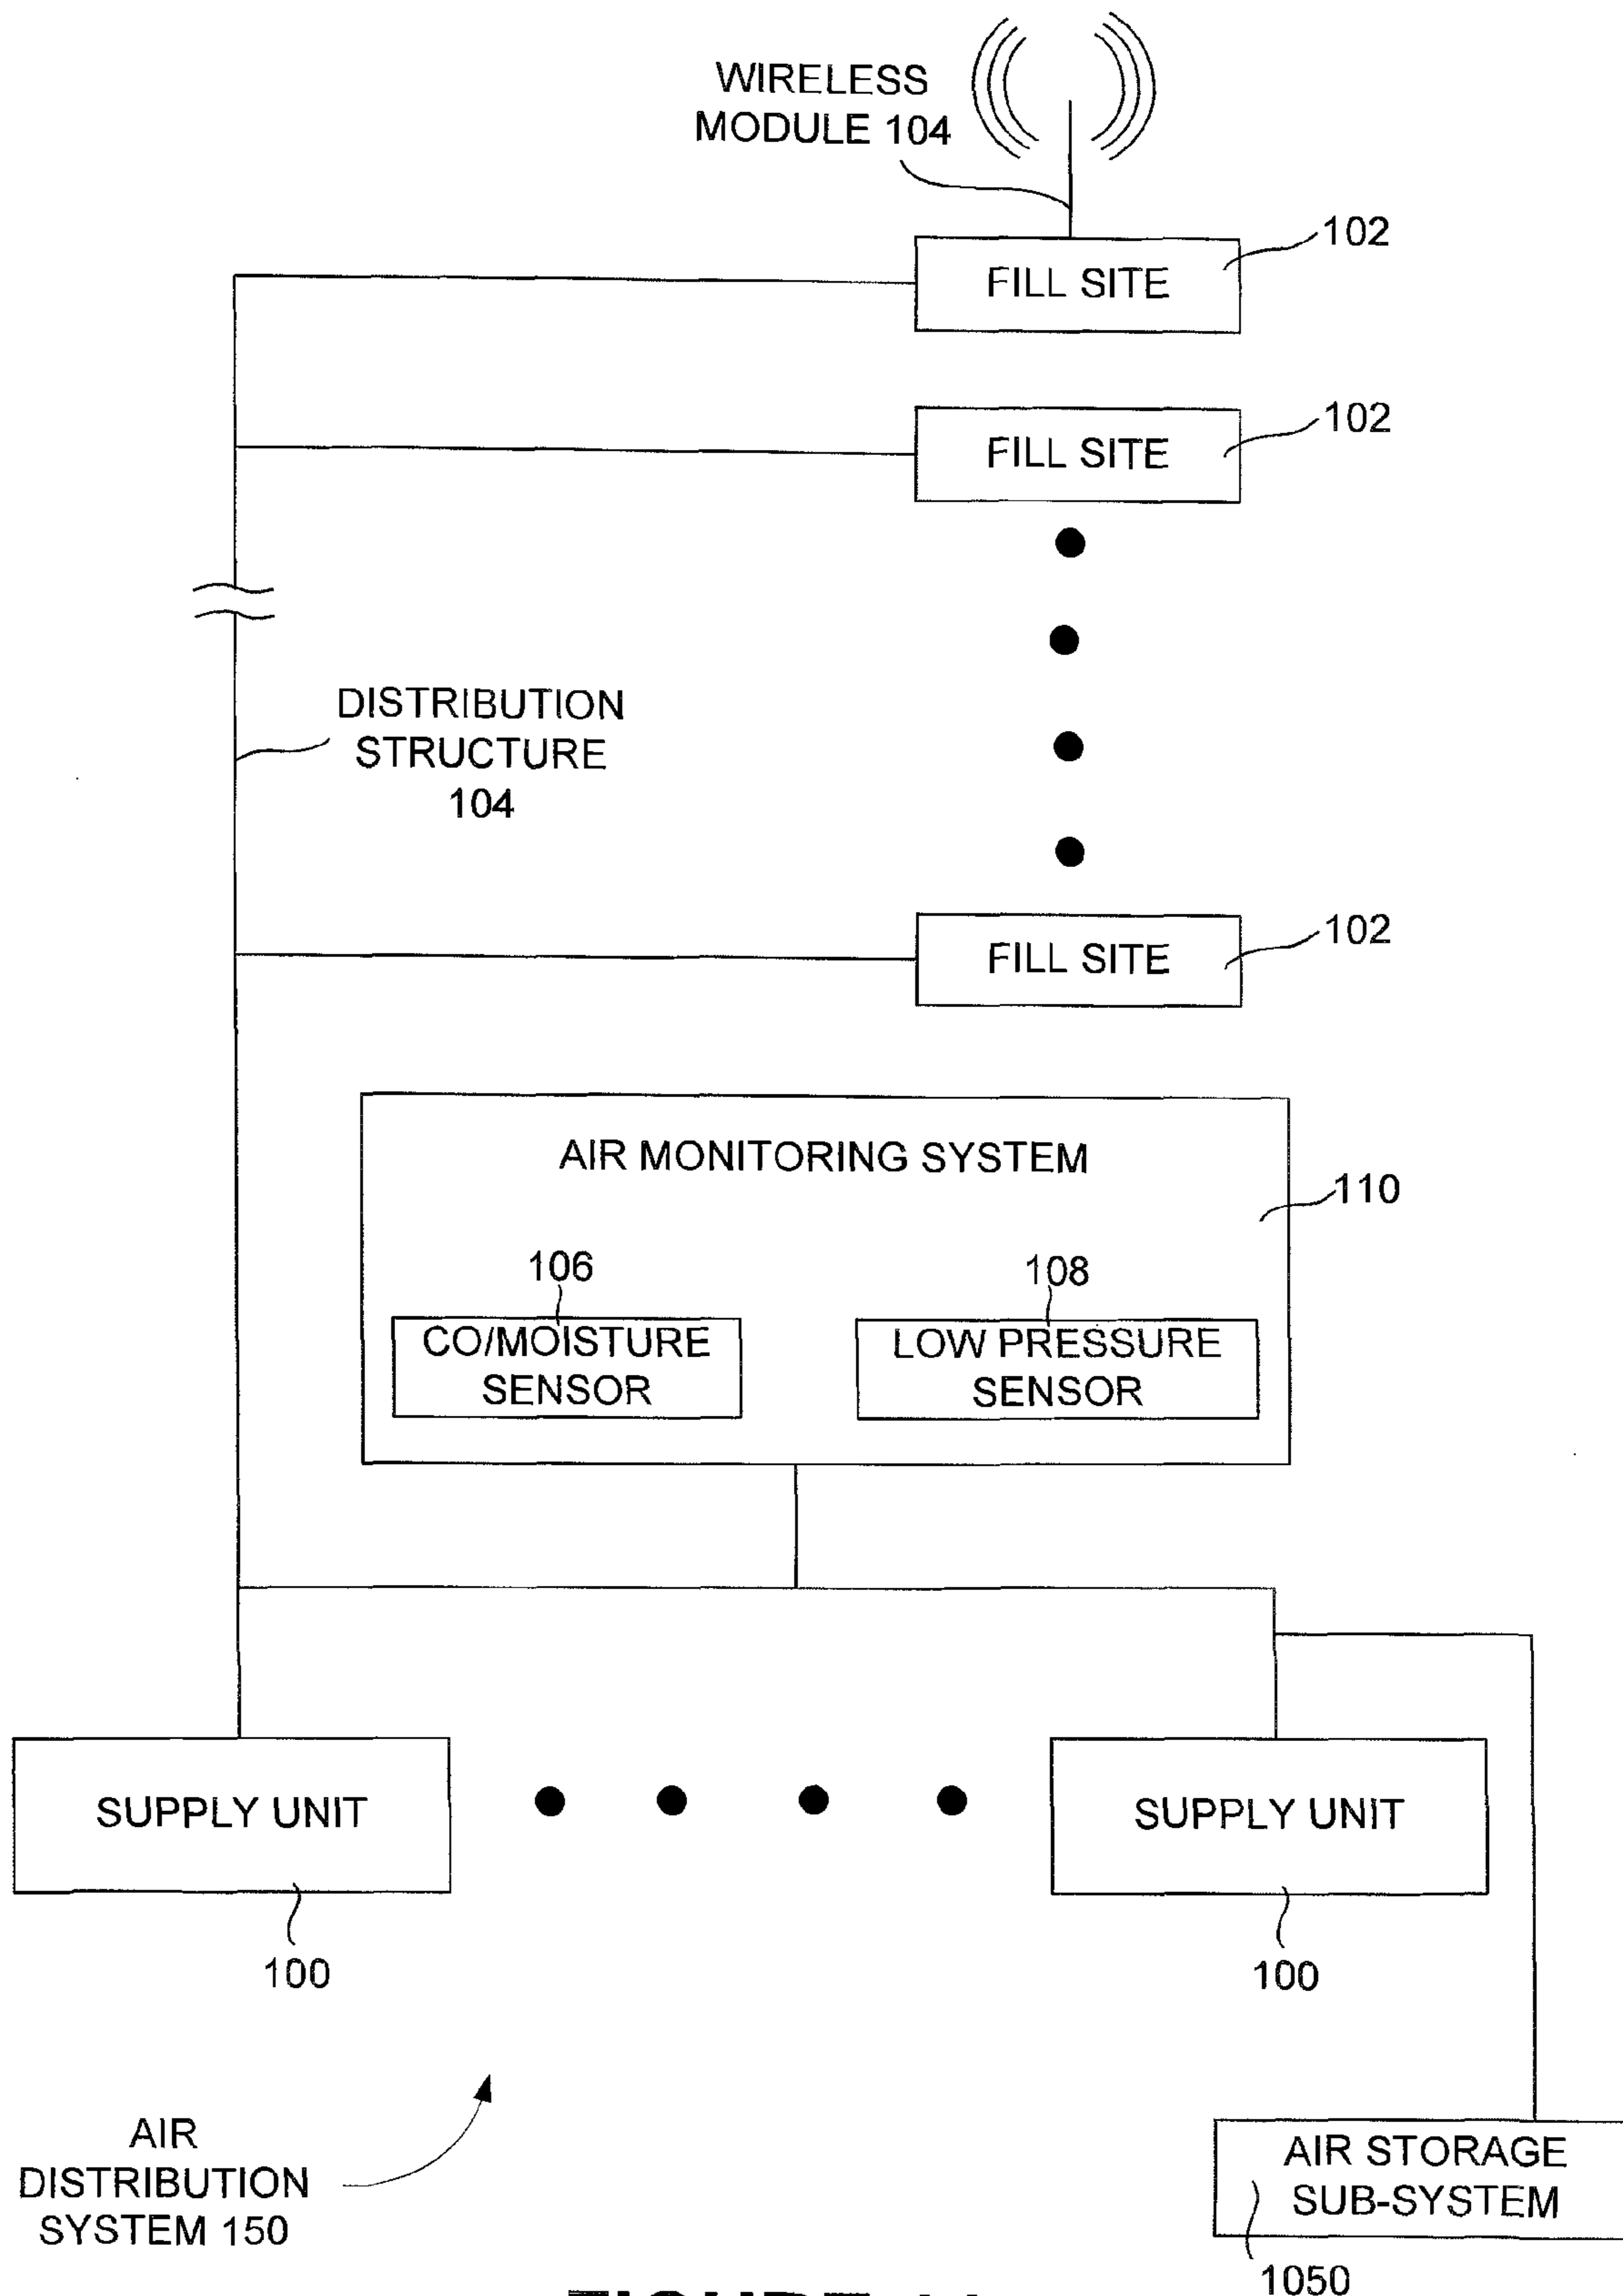 WIRELESS
MODULE 104
102
FILL SITE
102
FILL SITE
DISTRIBUTION
STRUCTURE
104
102
FILL SITE
AIR MONITORING SYSTEM
110
106
108
CO/MOISTURE
SENSOR
LOW PRESSURE
SENSOR
SUPPLY UNIT
SUPPLY UNIT
100
100
AIR
DISTRIBUTION
SYSTEM 150
AIR STORAGE
SUB-SYSTEM
1050
FIGURE